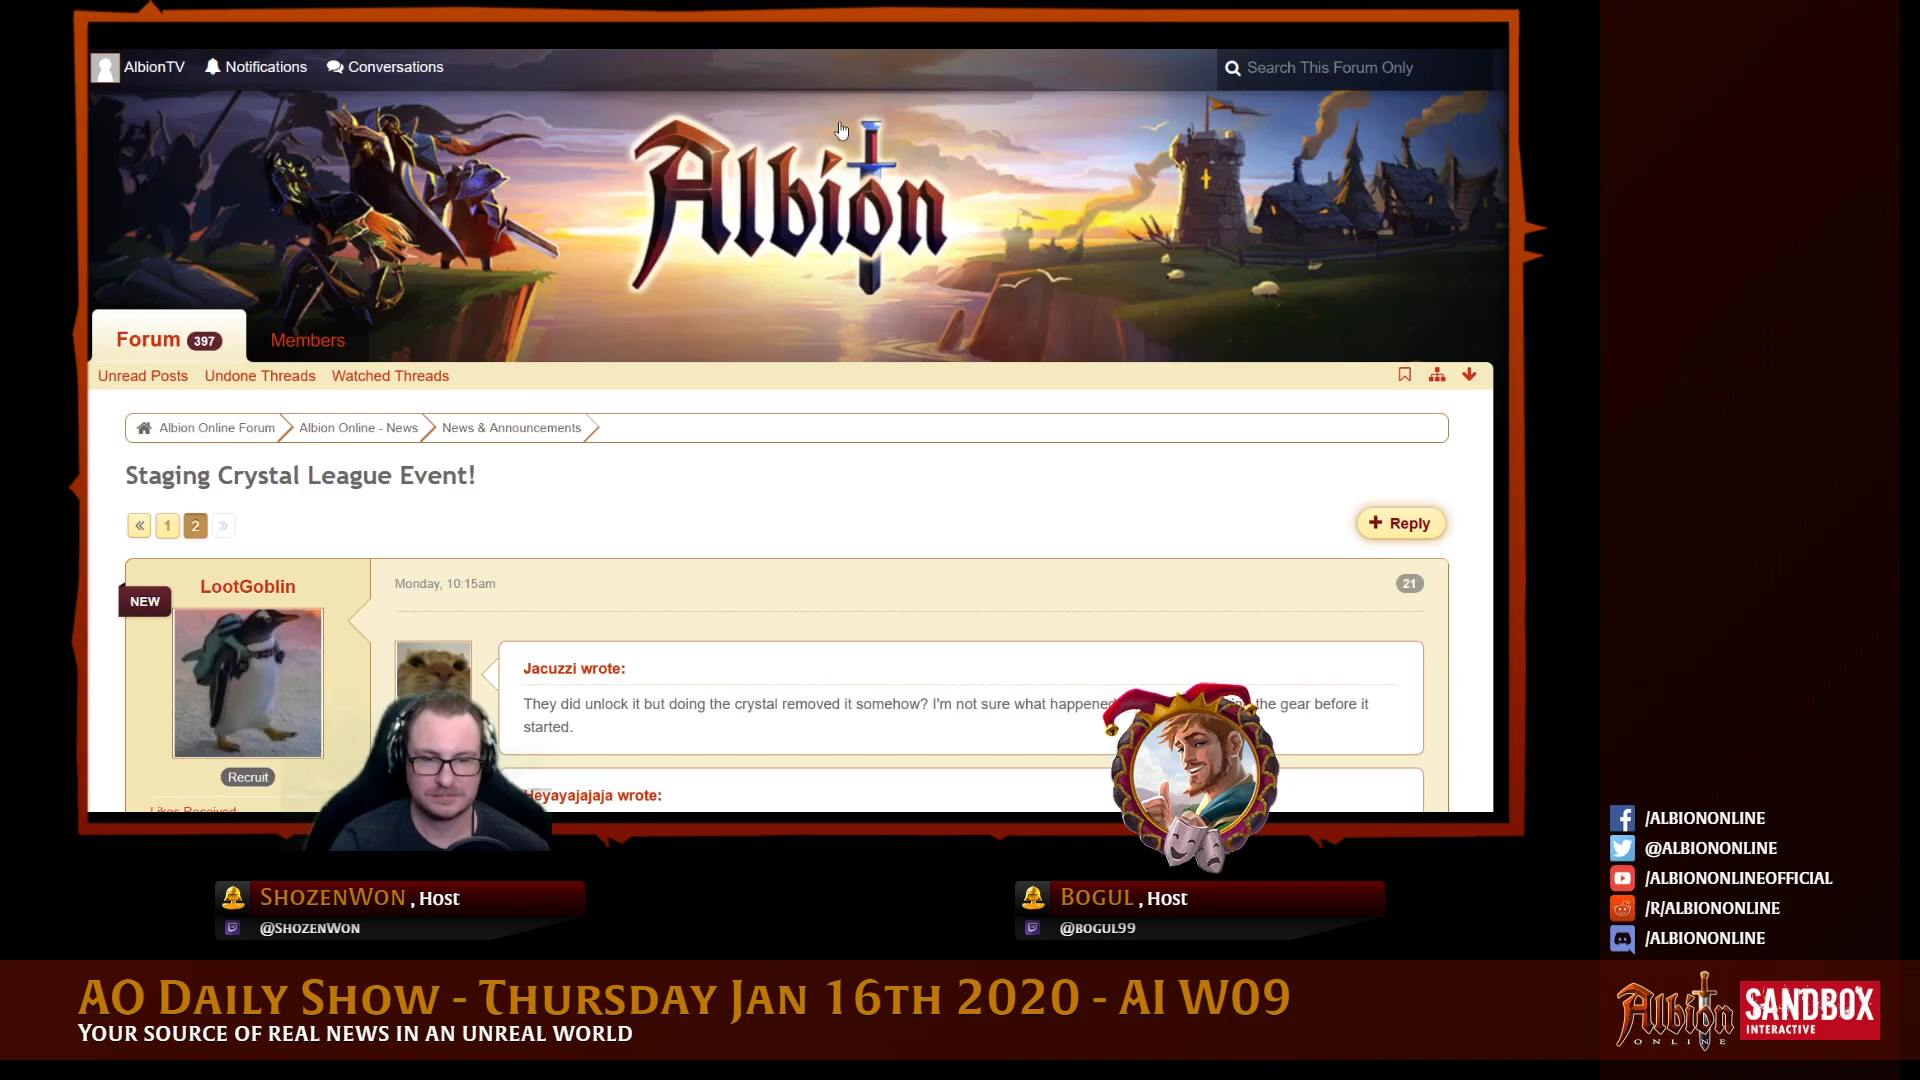 AlbionTV
Notifications
Conversations
Search This Forum Only
Albion
Forum 397
Members
Unread Posts
Undone Threads
Watched Threads
Albion Online Forum
Albion Online - News
News & Announcements
Staging Crystal League Event!
« 1 2 »
+ Reply
NEW
LootGoblin
Monday, 10:15am
21
Jacuzzi wrote:
They did unlock it but doing the crystal removed it somehow? I'm not sure what happened the gear before it
started.
Recruit
Heyayajajaja wrote:
Likes Received
SHOZENWON , HOST
@SHOZENWON
BOGUL , HOST
@BOGUL99
/ALBIONONLINE
@ALBIONONLINE
/ALBIONONLINEOFFICIAL
/R/ALBIONONLINE
/ALBIONONLINE
AO DAILY SHOW - THURSDAY JAN 16TH 2020 - AI W09
YOUR SOURCE OF REAL NEWS IN AN UNREAL WORLD
Albion
ONLINE
SANDBOX
INTERACTIVE